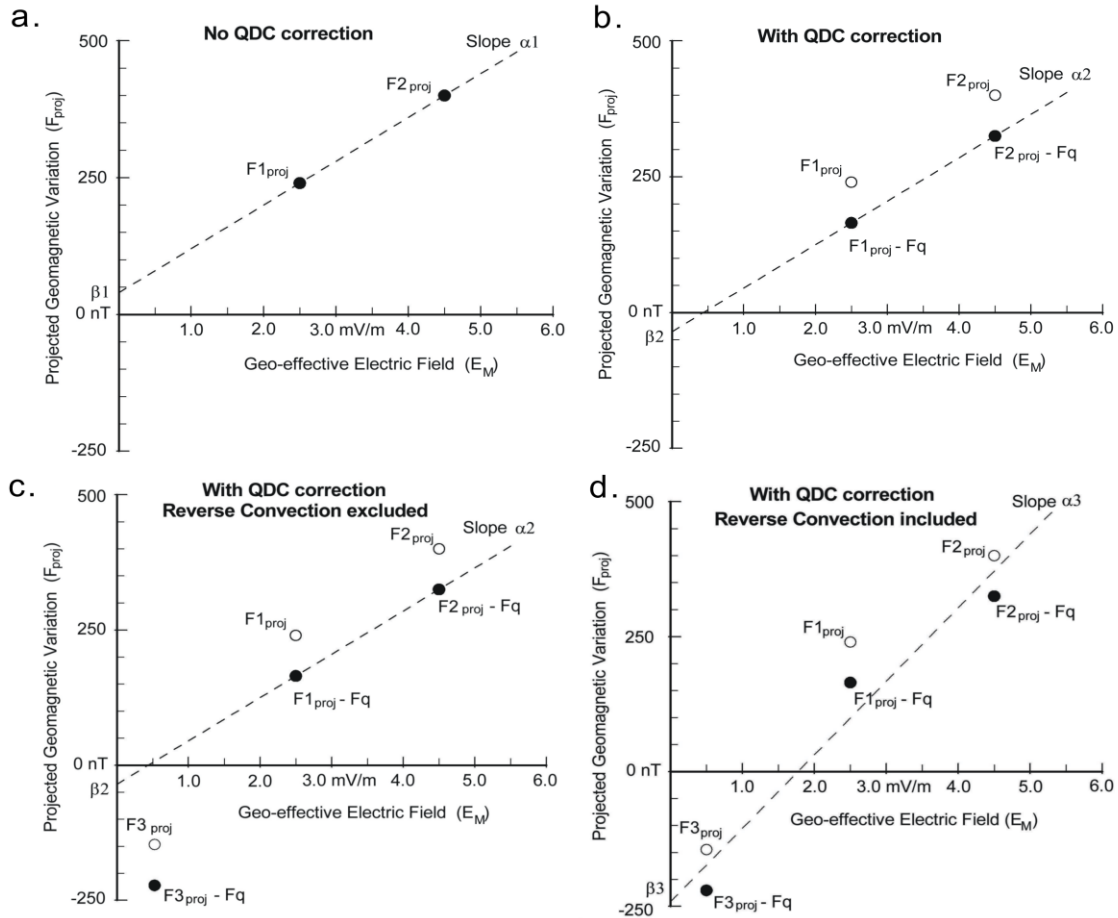 a.
No QDC correction
Slope α1
500
F2proj
F1proj
250
β1
0 nT
1.0 2.0 3.0 mV/m 4.0 5.0 6.0
Geo-effective Electric Field (EM)
-250
Projected Geomagnetic Variation (Fproj)
b.
With QDC correction
500
Slope α2
F2proj
F1proj
F2proj - Fq
250
F1proj - Fq
0 nT
β2
1.0 2.0 3.0 mV/m 4.0 5.0 6.0
Geo-effective Electric Field (EM)
-250
Projected Geomagnetic Variation (Fproj)
c.
With QDC correction
Reverse Convection excluded
500
Slope α2
F2proj
F1proj
F2proj - Fq
250
F1proj - Fq
0 nT
β2
1.0 2.0 3.0 mV/m 4.0 5.0 6.0
Geo-effective Electric Field (EM)
F3proj
F3proj - Fq
-250
Projected Geomagnetic Variation (Fproj)
d.
With QDC correction
Reverse Convection included
500
Slope α3
F2proj
F1proj
F2proj - Fq
250
F1proj - Fq
0 nT
1.0 2.0 3.0 mV/m 4.0 5.0 6.0
Geo-effective Electric Field (EM)
F3proj
β3
F3proj - Fq
-250
Projected Geomagnetic Variation (Fproj)